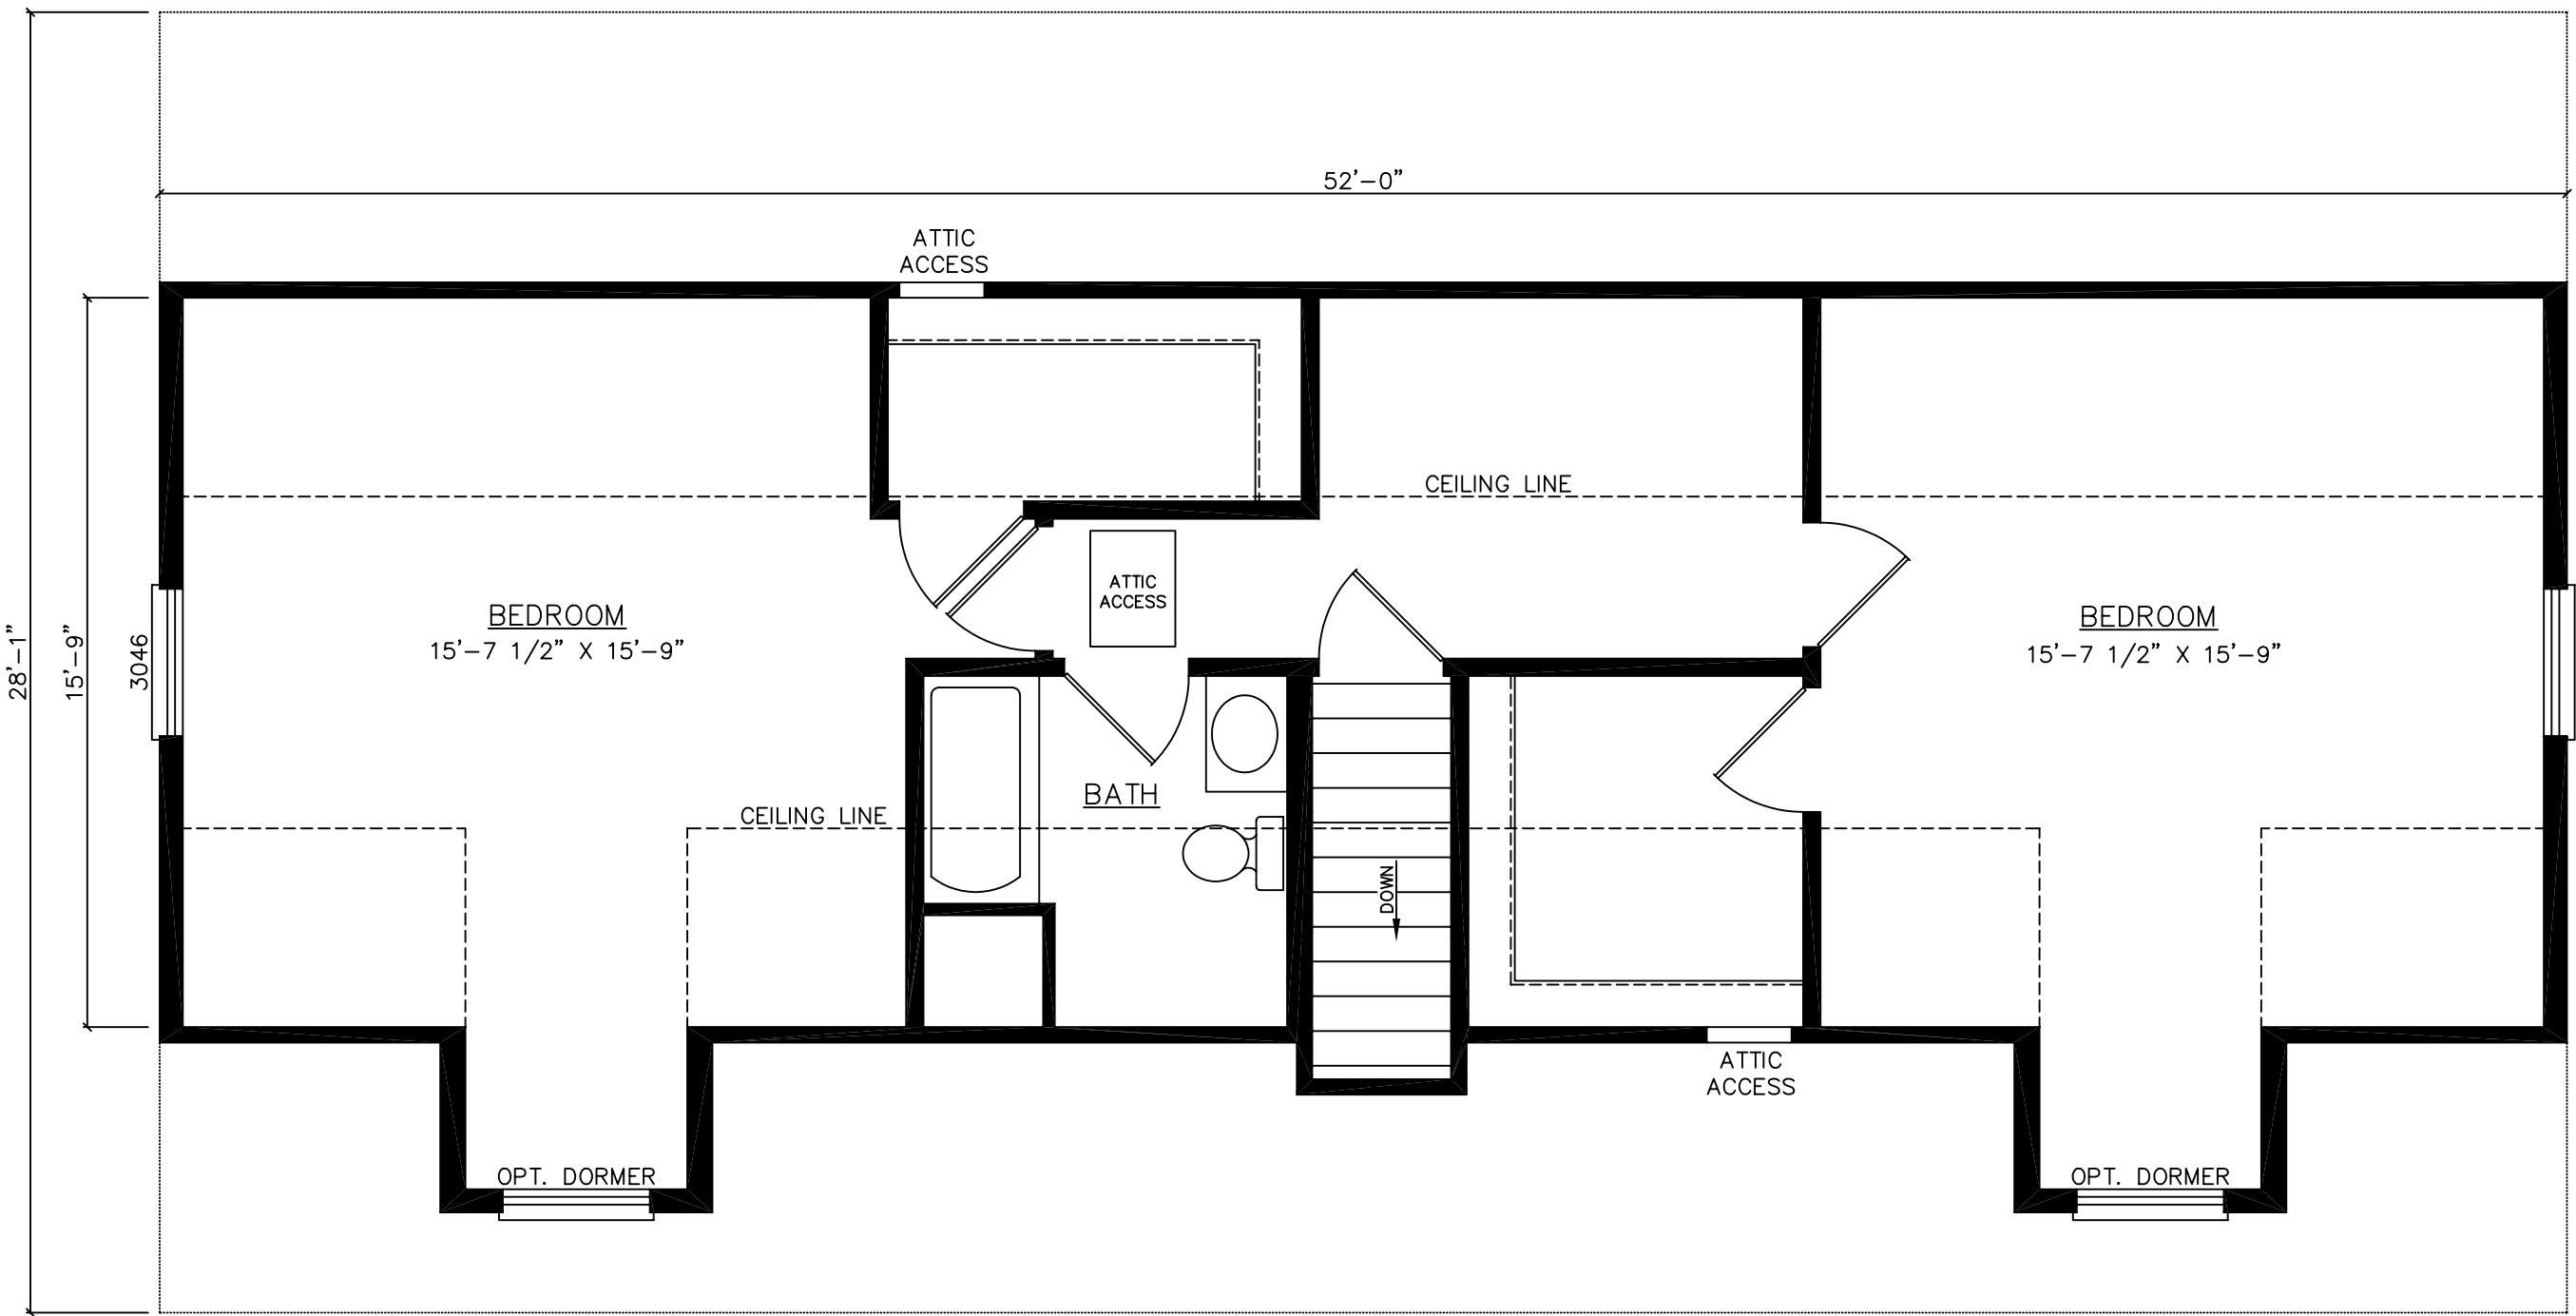 52'-0"
ATTIC
ACCESS
CEILING LINE
ATTIC
ACCESS
28'-1"
15'-9"
3046
BEDROOM
15'-7 1/2" X 15'-9"
BEDROOM
15'-7 1/2" X 15'-9"
BATH
CEILING LINE
DOWN
ATTIC
ACCESS
OPT. DORMER
OPT. DORMER